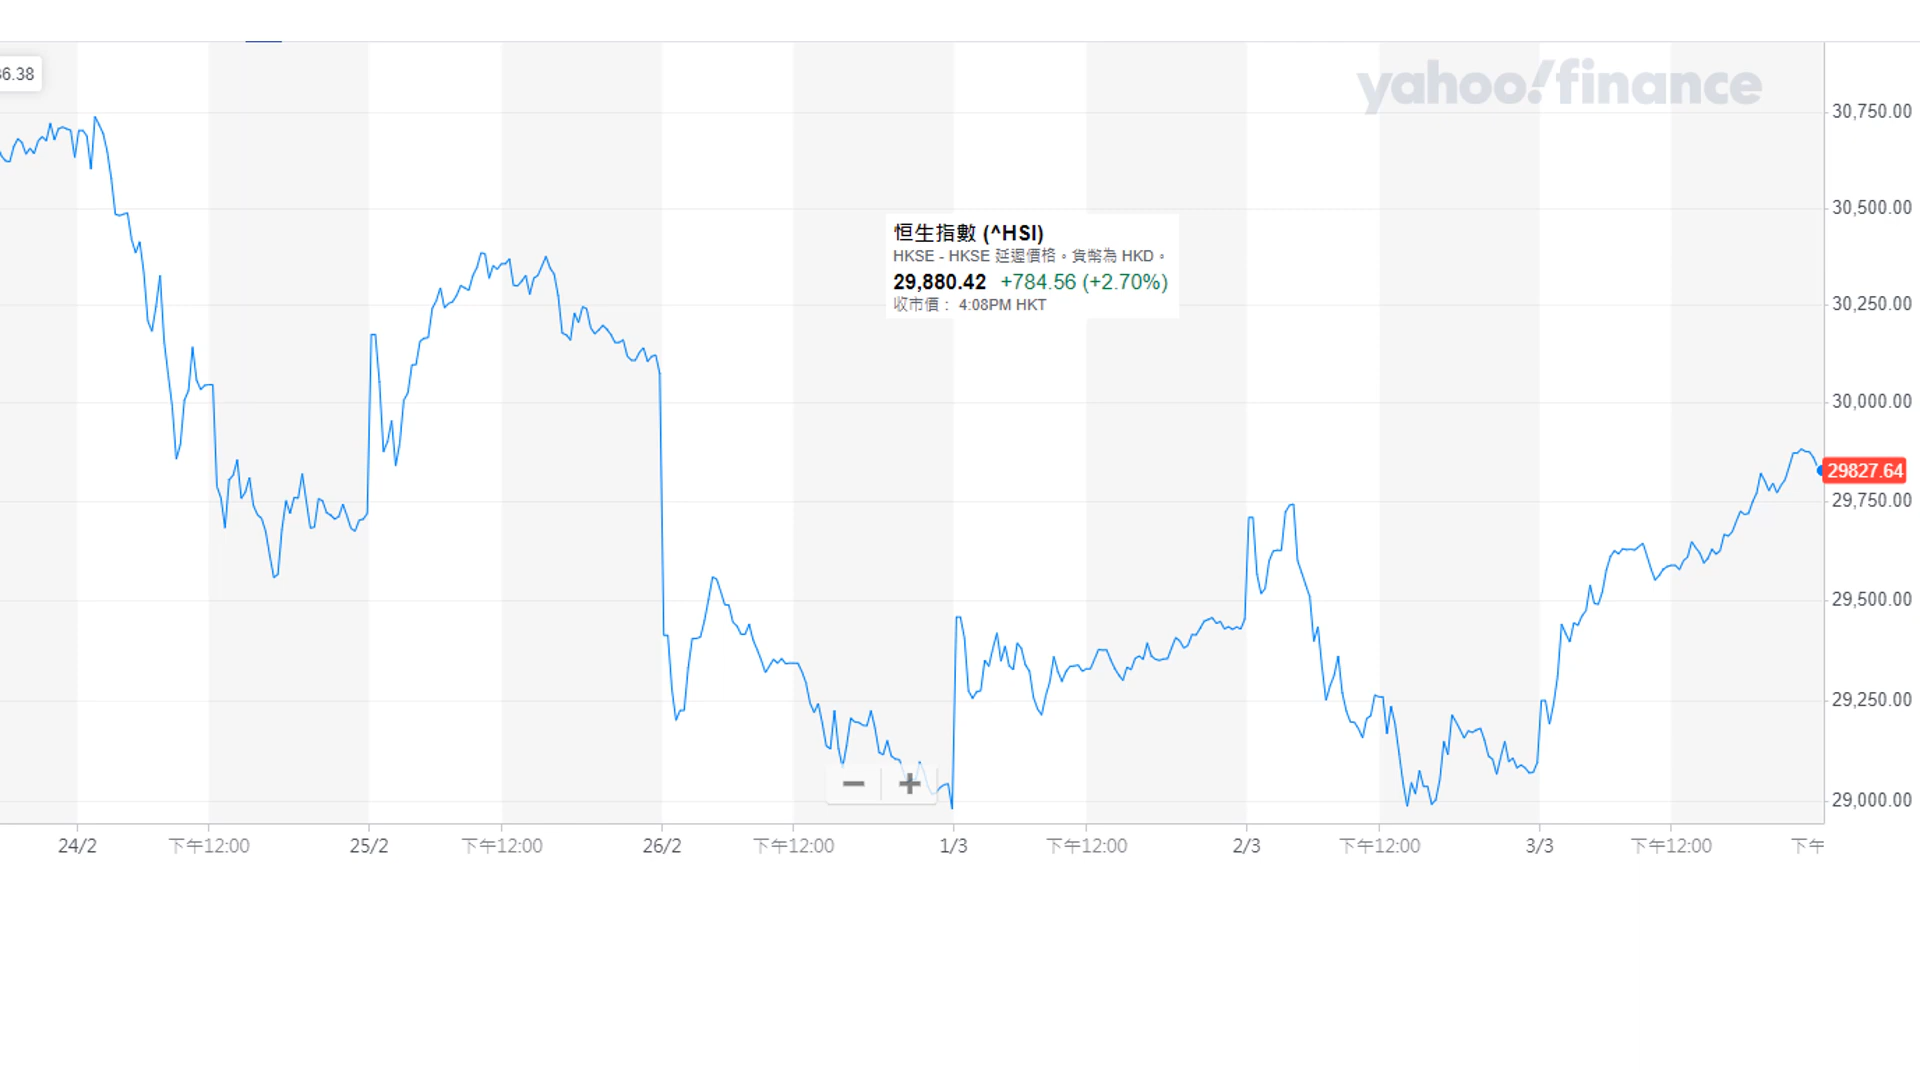 36.38
yahoo!finance
30,750.00
30,500.00
恒生指數 (^HSI)
HKSE - HKSE 延遲價格。貨幣為 HKD。
29,880.42 +784.56 (+2.70%)
收市價： 4:08PM HKT
30,250.00
30,000.00
29827.64
29,750.00
29,500.00
29,250.00
29,000.00
24/2 下午12:00 25/2 下午12:00 26/2 下午12:00 1/3 下午12:00 2/3 下午12:00 3/3 下午12:00 下午